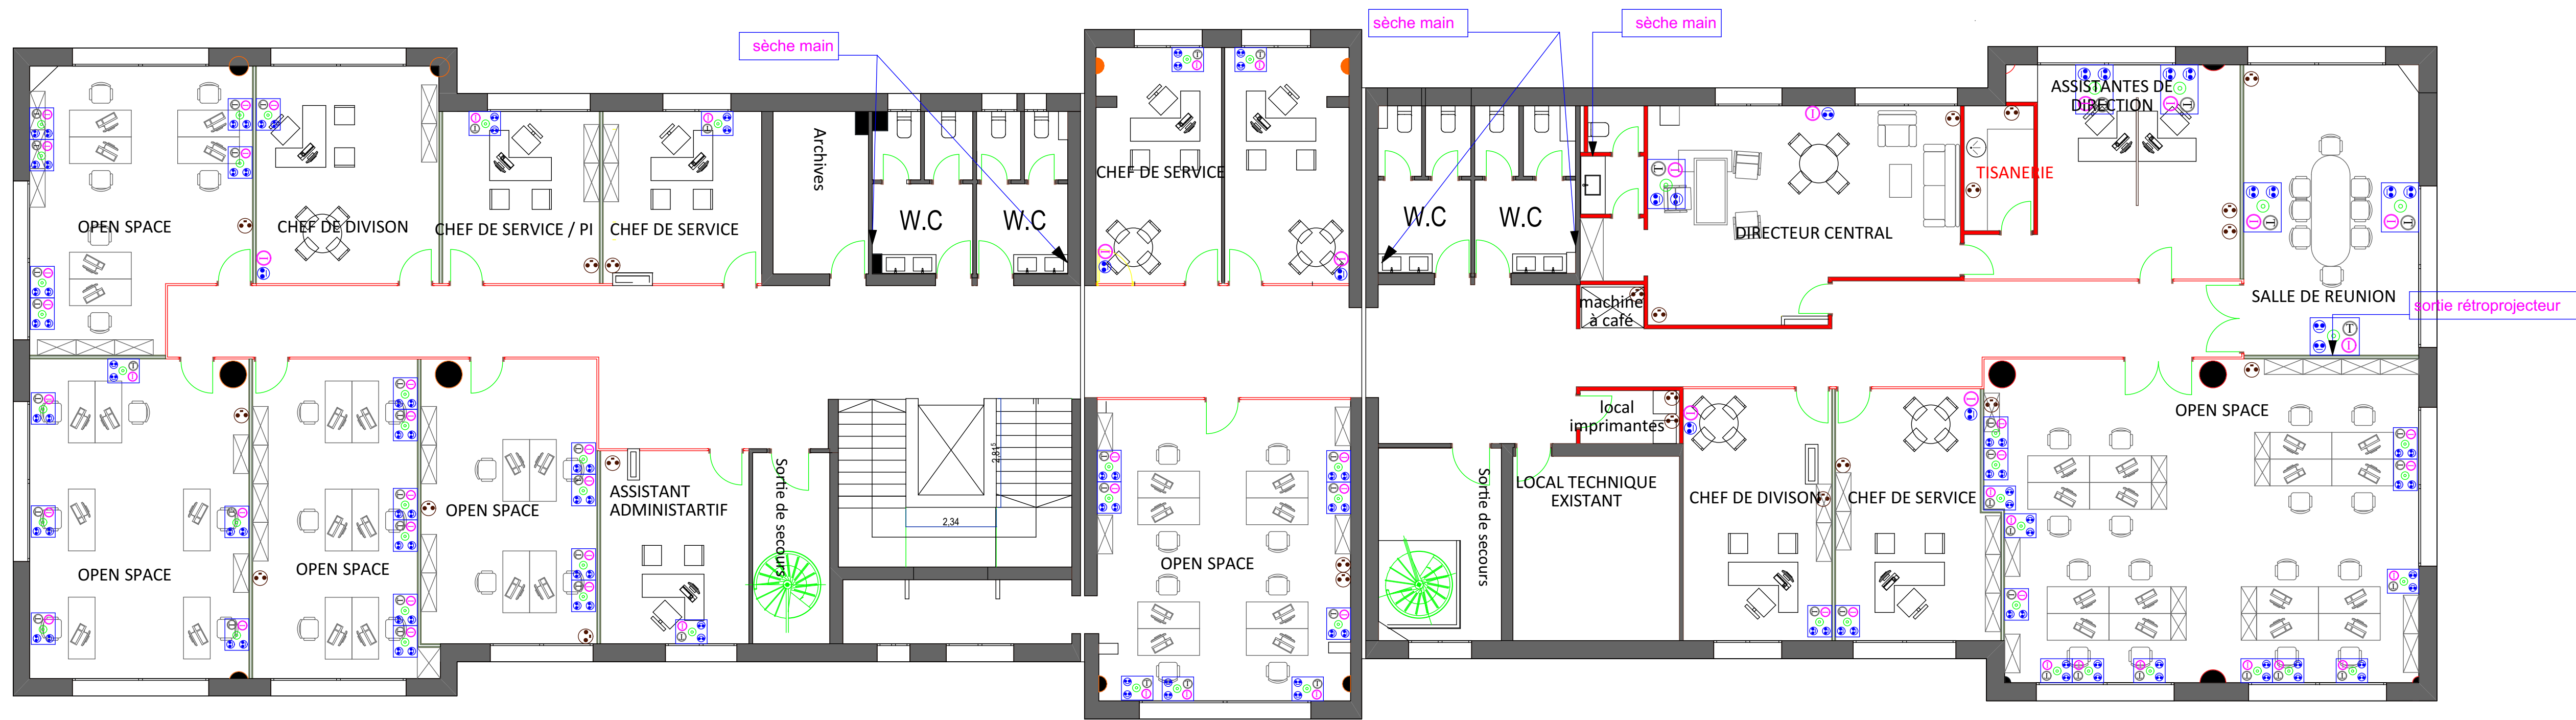 sèche main
sèche main
sèche main
ASSISTANTES DE
DIRECTION
Archives
CHEF DE SERVICE
TISANERIE
OPEN SPACE
CHEF DE DIVISON
CHEF DE SERVICE / PI
CHEF DE SERVICE
W.C
W.C
W.C
W.C
DIRECTEUR CENTRAL
SALLE DE REUNION
sortie rétroprojecteur
machine
à café
local
imprimantes
OPEN SPACE
2,81⁵
2,34
ASSISTANT
ADMINISTARTIF
OPEN SPACE
Sortie de secours
Sortie de secours
LOCAL TECHNIQUE
EXISTANT
CHEF DE DIVISON
CHEF DE SERVICE
OPEN SPACE
OPEN SPACE
OPEN SPACE